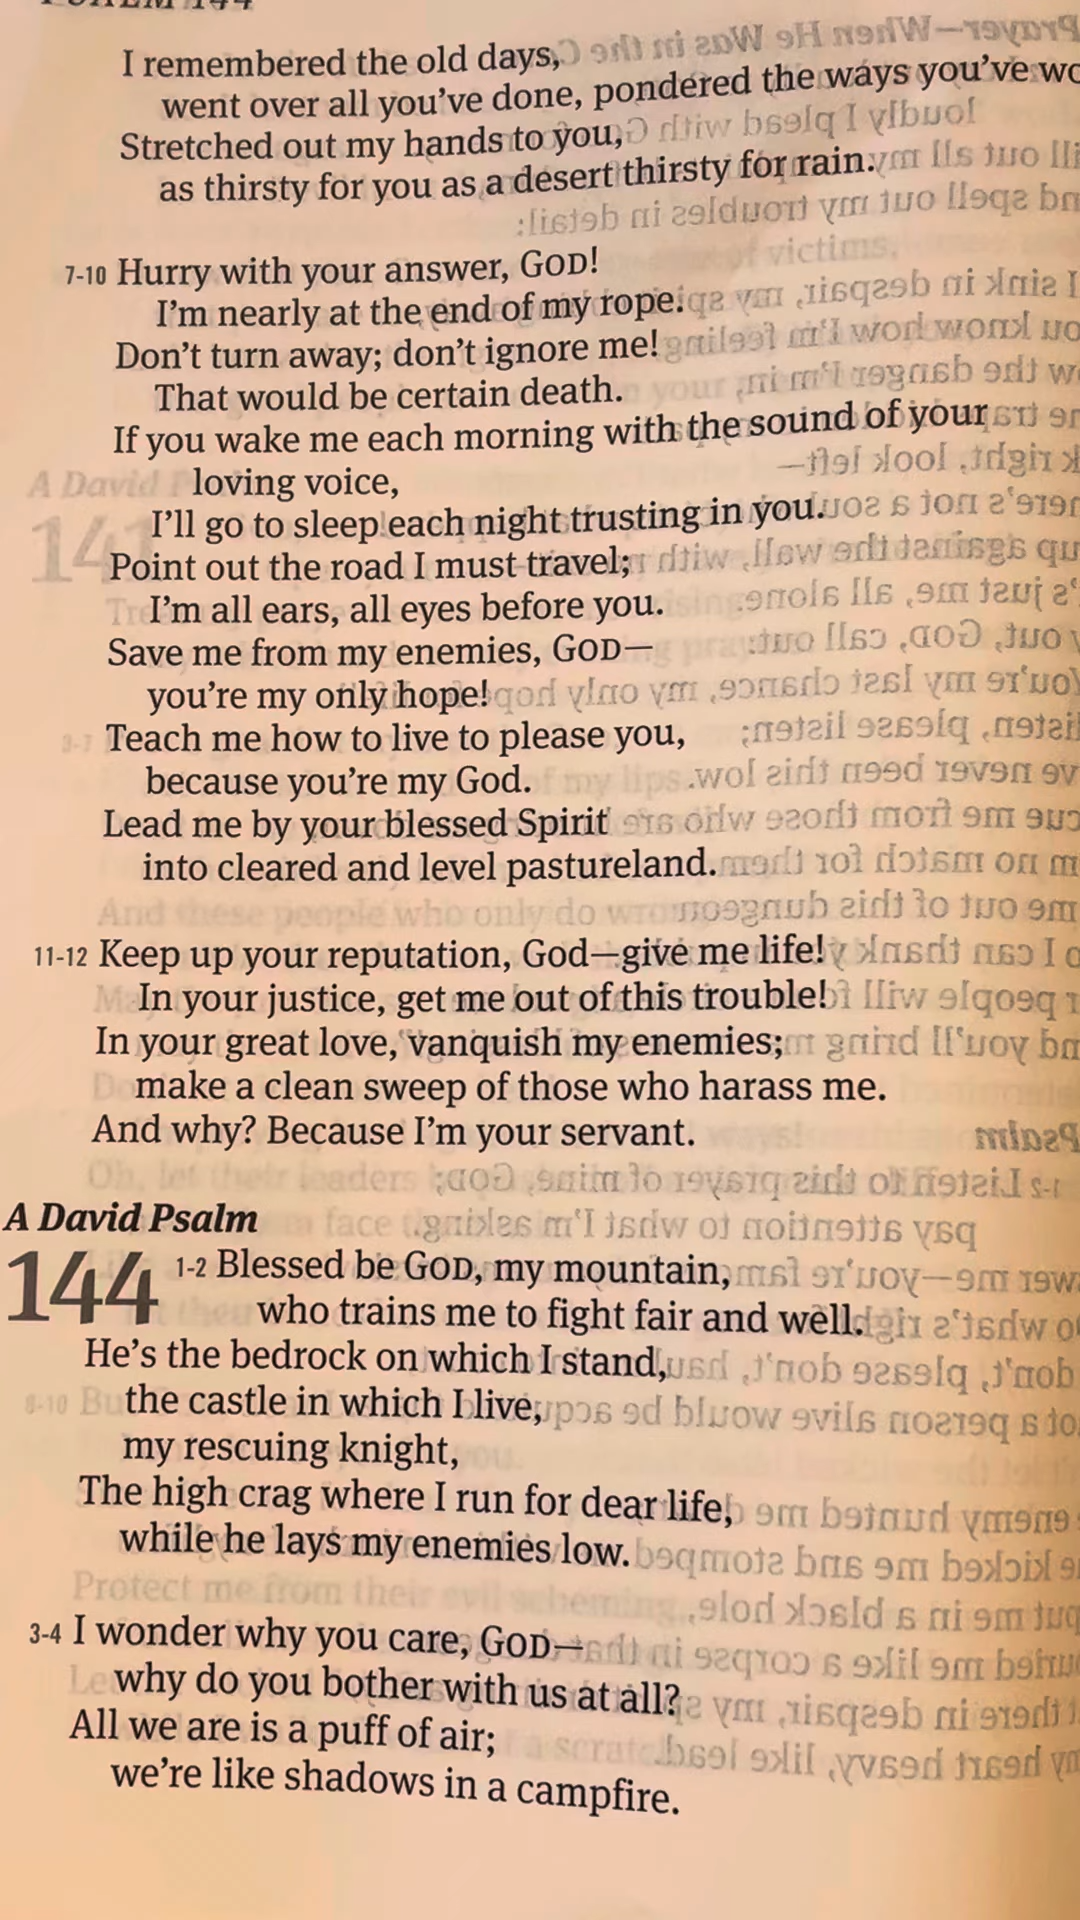 PSALM 144
I remembered the old days,
went over all you've done, pondered the ways you've
Stretched out my hands to you,
as thirsty for you as a desert thirsty for rain.
7-10 Hurry with your answer, GOD!
I'm nearly at the end of my rope.
Don't turn away; don't ignore me!
That would be certain death.
If you wake me each morning with the sound of your
loving voice,
I'll go to sleep each night trusting in you.
Point out the road I must travel;
I'm all ears, all eyes before you.
Save me from my enemies, GOD—
you're my only hope!
Teach me how to live to please you,
because you're my God.
Lead me by your blessed Spirit
into cleared and level pastureland.
11-12 Keep up your reputation, God—give me life!
In your justice, get me out of this trouble!
In your great love, vanquish my enemies;
make a clean sweep of those who harass me.
And why? Because I'm your servant.
A David Psalm
144 1-2 Blessed be GOD, my mountain,
who trains me to fight fair and well.
He's the bedrock on which I stand,
the castle in which I live,
my rescuing knight,
The high crag where I run for dear life,
while he lays my enemies low.
3-4 I wonder why you care, GOD—
why do you bother with us at all?
All we are is a puff of air;
we're like shadows in a campfire.